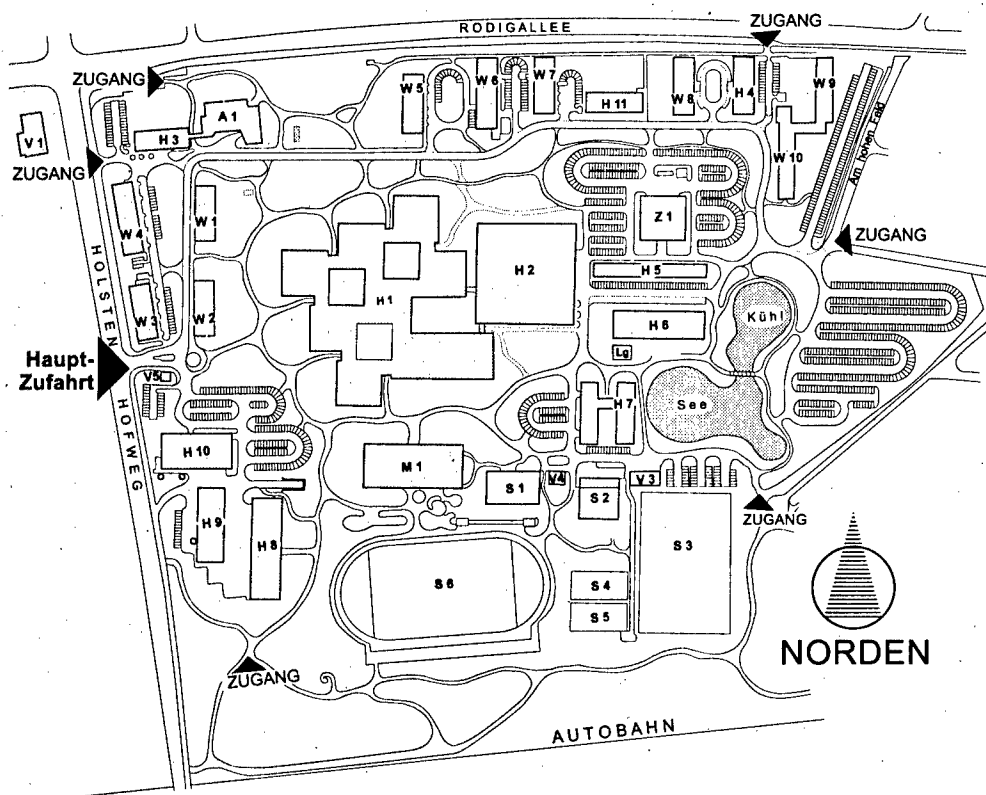 RODIGALLEE
ZUGANG
ZUGANG
ZUGANG
V 1
H 3
A 1
W 5
W 6
W 7
H 11
W 8
H 4
W 9
W 10
Am hohen Feld
ZUGANG
W 4
W 1
W 3
W 2
HOLSTEN
HOFWEG
Haupt-
Zufahrt
V5
H1
H 2
Z 1
H 5
H 6
Lg
H 7
Kühl
See
H 10
H 9
H 8
M 1
S 1
V4
S 2
V 3
S 3
S 4
S 5
S 6
ZUGANG
ZUGANG
NORDEN
AUTOBAHN